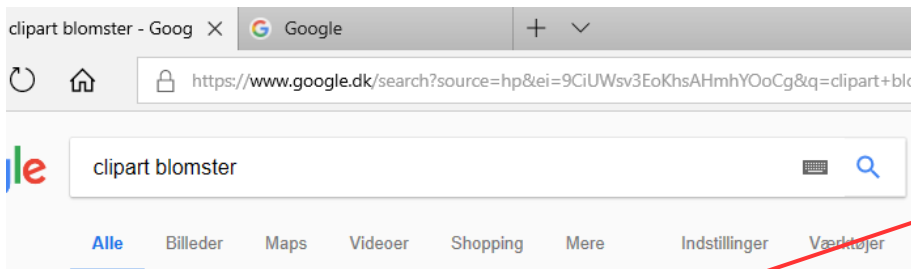 clipart blomster - Goog
Google
https://www.google.dk/search?source=hp&ei=9CiUWsv3EoKhsAHmhYOoCg&q=clipart+blo
gle
clipart blomster
Alle Billeder Maps Videoer Shopping Mere Indstillinger Værktøjer